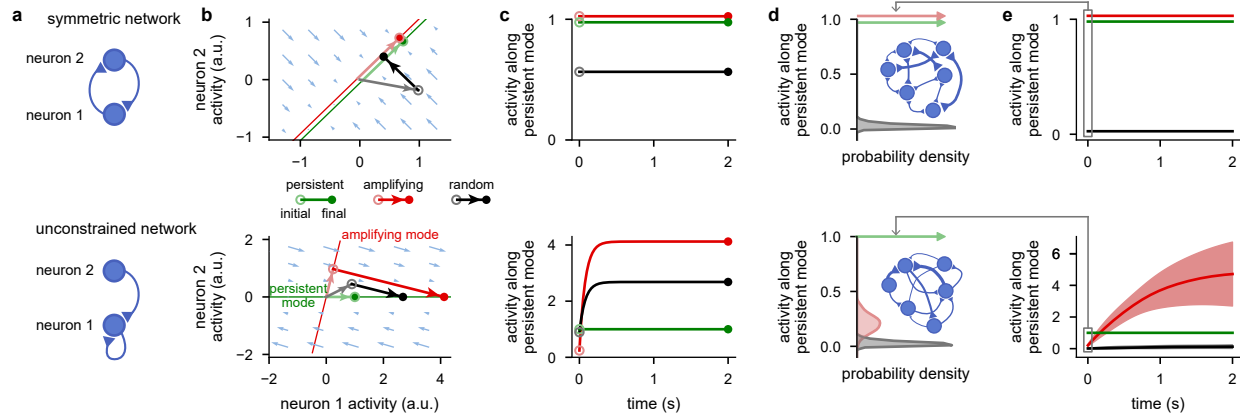 a
symmetric network
neuron 2
neuron 1
b
neuron 2
activity (a.u.)
1
0
−1
−1
0
1
c
activity along
persistent mode
1
0
0
1
2
d
activity along
persistent mode
1.0
0.5
0.0
probability density
e
activity along
persistent mode
1
0
0
1
2
persistent
amplifying
random
initial
final
unconstrained network
neuron 2
neuron 1
neuron 2
activity (a.u.)
2
0
−2
−2
0
2
4
amplifying mode
persistent
mode
neuron 1 activity (a.u.)
activity along
persistent mode
4
2
0
0
1
2
time (s)
activity along
persistent mode
1.0
0.5
0.0
probability density
activity along
persistent mode
6
4
2
0
0
1
2
time (s)